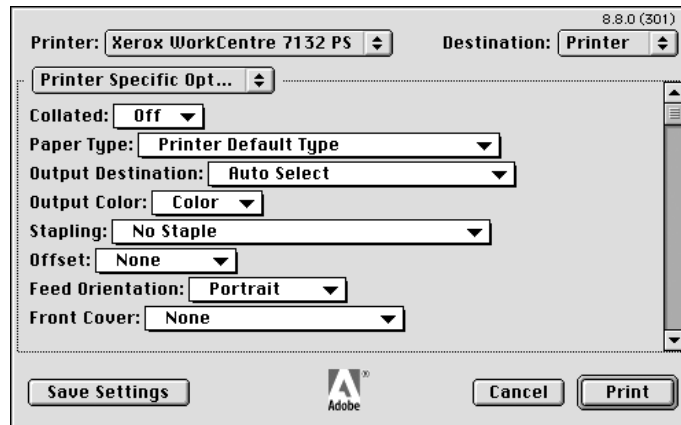 8.8.0 (301)
Printer: Xerox WorkCentre 7132 PS Destination: Printer
Printer Specific Opt...
Collated: Off
Paper Type: Printer Default Type
Output Destination: Auto Select
Output Color: Color
Stapling: No Staple
Offset: None
Feed Orientation: Portrait
Front Cover: None
Save Settings
Adobe®
Cancel Print